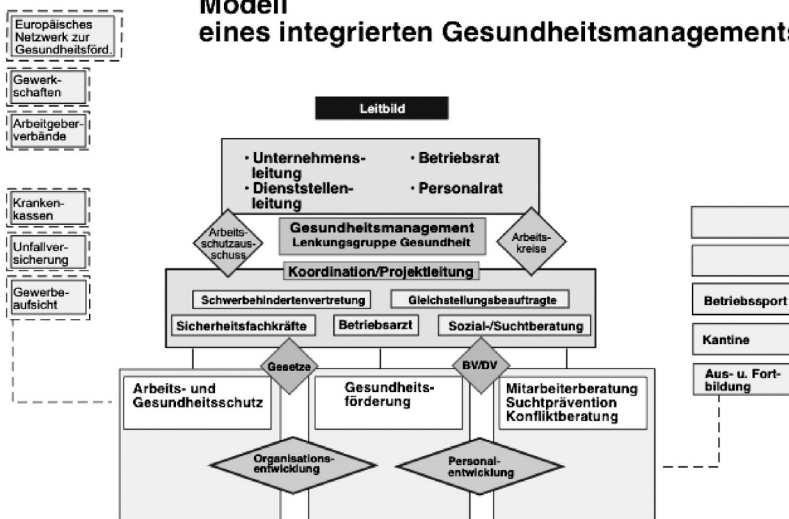 Modell
eines integrierten Gesundheitsmanagements
Europäisches
Netzwerk zur
Gesundheitsförd.
Gewerk-
schaften
Arbeitgeber-
verbände
Kranken-
kassen
Unfallver-
sicherung
Gewerbe-
aufsicht
Leitbild
· Unternehmens-
leitung
· Dienststellen-
leitung
· Betriebsrat
· Personalrat
Arbeits-
schutzaus-
schuss
Gesundheitsmanagement
Lenkungsgruppe Gesundheit
Arbeits-
kreise
Koordination/Projektleitung
Schwerbehindertenvertretung
Gleichstellungsbeauftragte
Sicherheitsfachkräfte
Betriebsarzt
Sozial-/Suchtberatung
Gesetze
BV/DV
Arbeits- und
Gesundheitsschutz
Gesundheits-
förderung
Mitarbeiterberatung
Suchtprävention
Konfliktberatung
Organisations-
entwicklung
Personal-
entwicklung
Betriebssport
Kantine
Aus- u. Fort-
bildung